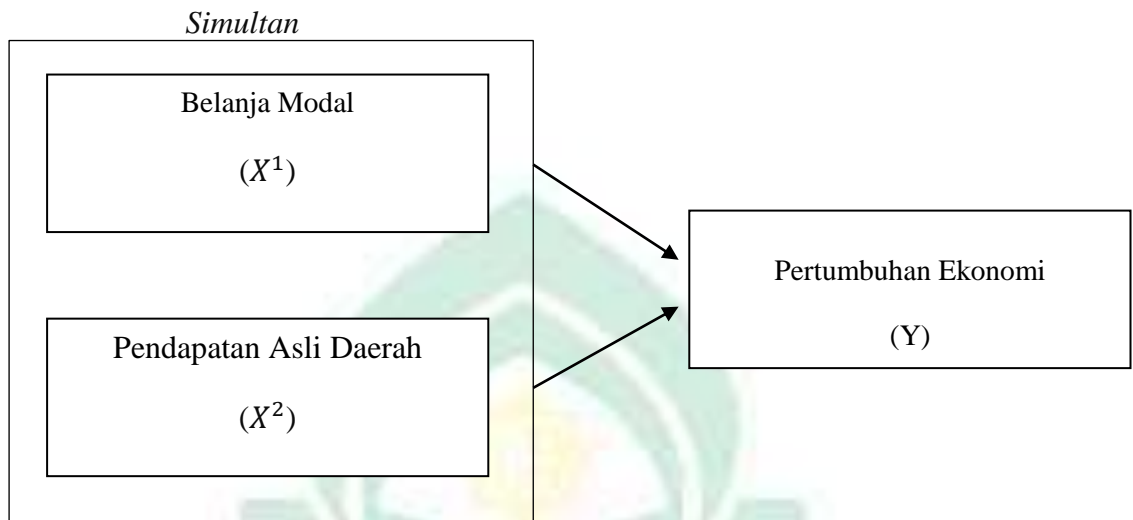 Simultan
Belanja Modal
(X¹)
Pertumbuhan Ekonomi
(Y)
Pendapatan Asli Daerah
(X²)